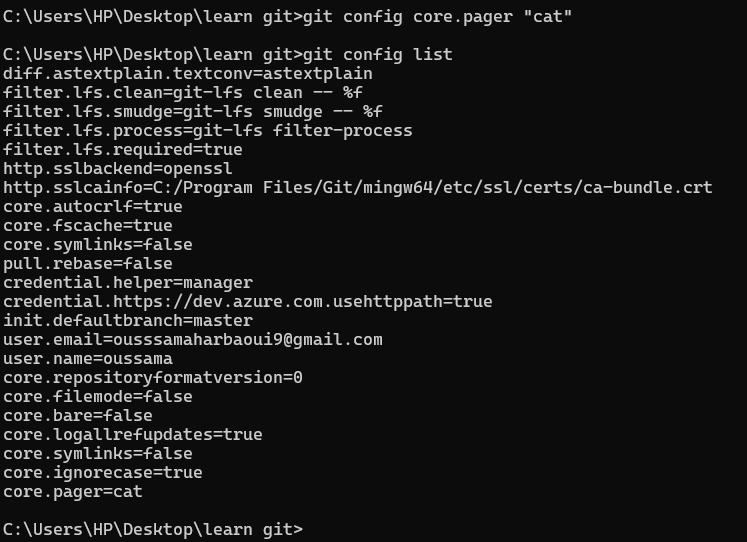 C:\Users\HP\Desktop\learn git>git config core.pager "cat"
C:\Users\HP\Desktop\learn git>git config list
diff.astextplain.textconv=astextplain
filter.lfs.clean=git-lfs clean -- %f
filter.lfs.smudge=git-lfs smudge -- %f
filter.lfs.process=git-lfs filter-process
filter.lfs.required=true
http.sslbackend=openssl
http.sslcainfo=C:/Program Files/Git/mingw64/etc/ssl/certs/ca-bundle.crt
core.autocrlf=true
core.fscache=true
core.symlinks=false
pull.rebase=false
credential.helper=manager
credential.https://dev.azure.com.usehttppath=true
init.defaultbranch=master
user.email=ousssamaharbaoui9@gmail.com
user.name=oussama
core.repositoryformatversion=0
core.filemode=false
core.bare=false
core.logallrefupdates=true
core.symlinks=false
core.ignorecase=true
core.pager=cat
C:\Users\HP\Desktop\learn git>